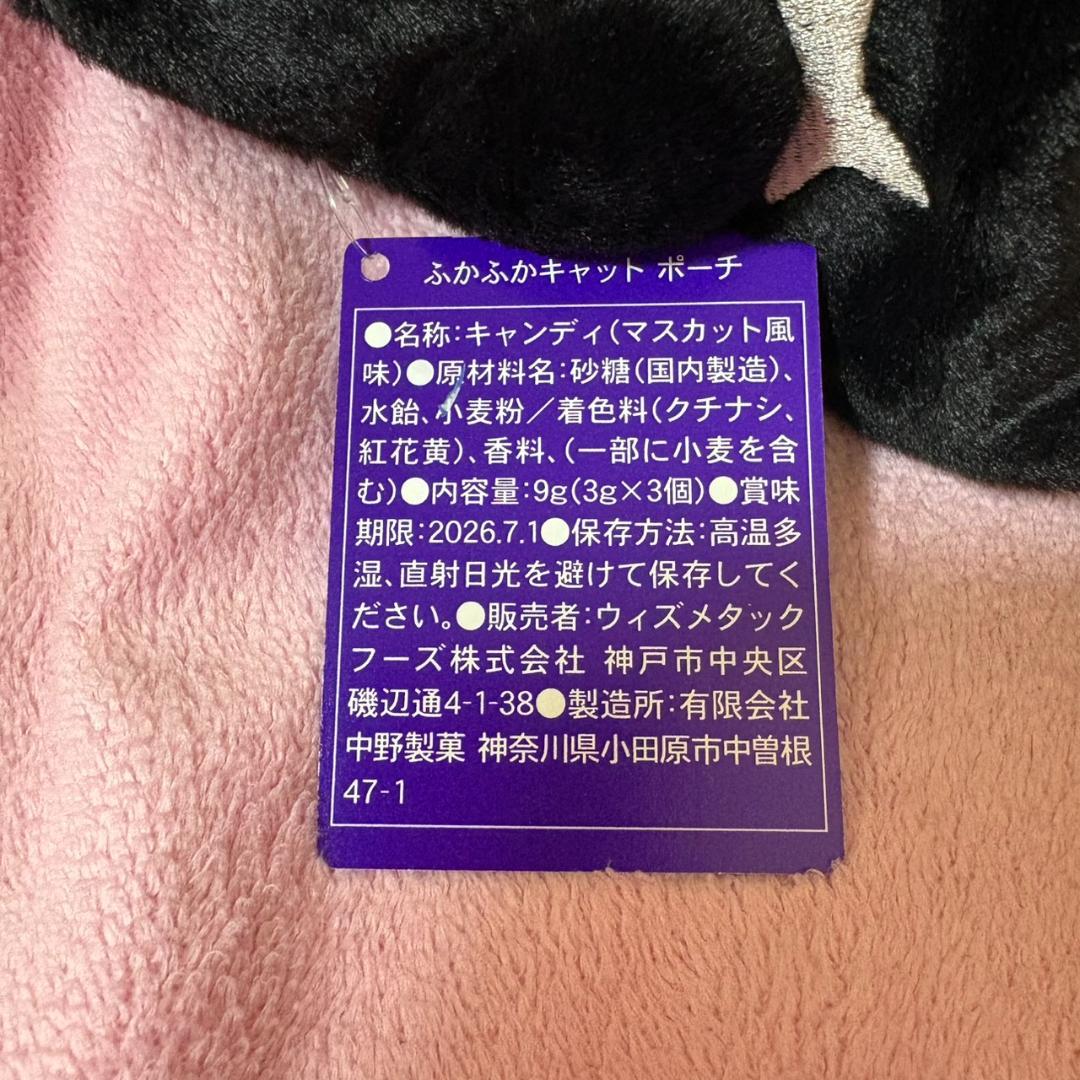 ふかふかキャット ポーチ
●名称:キャンディ(マスカット風
味)●原材料名:砂糖(国内製造)、
水飴、小麦粉/着色料(クチナシ、
紅花黄)、香料、(一部に小麦を含
む)●内容量:9g(3g×3個)●賞味
期限:2026.7.1●保存方法:高温多
湿、直射日光を避けて保存してく
ださい。●販売者:ウィズメタック
フーズ株式会社 神戸市中央区
磯辺通4-1-38●製造所:有限会社
中野製菓 神奈川県小田原市中曽根
47-1